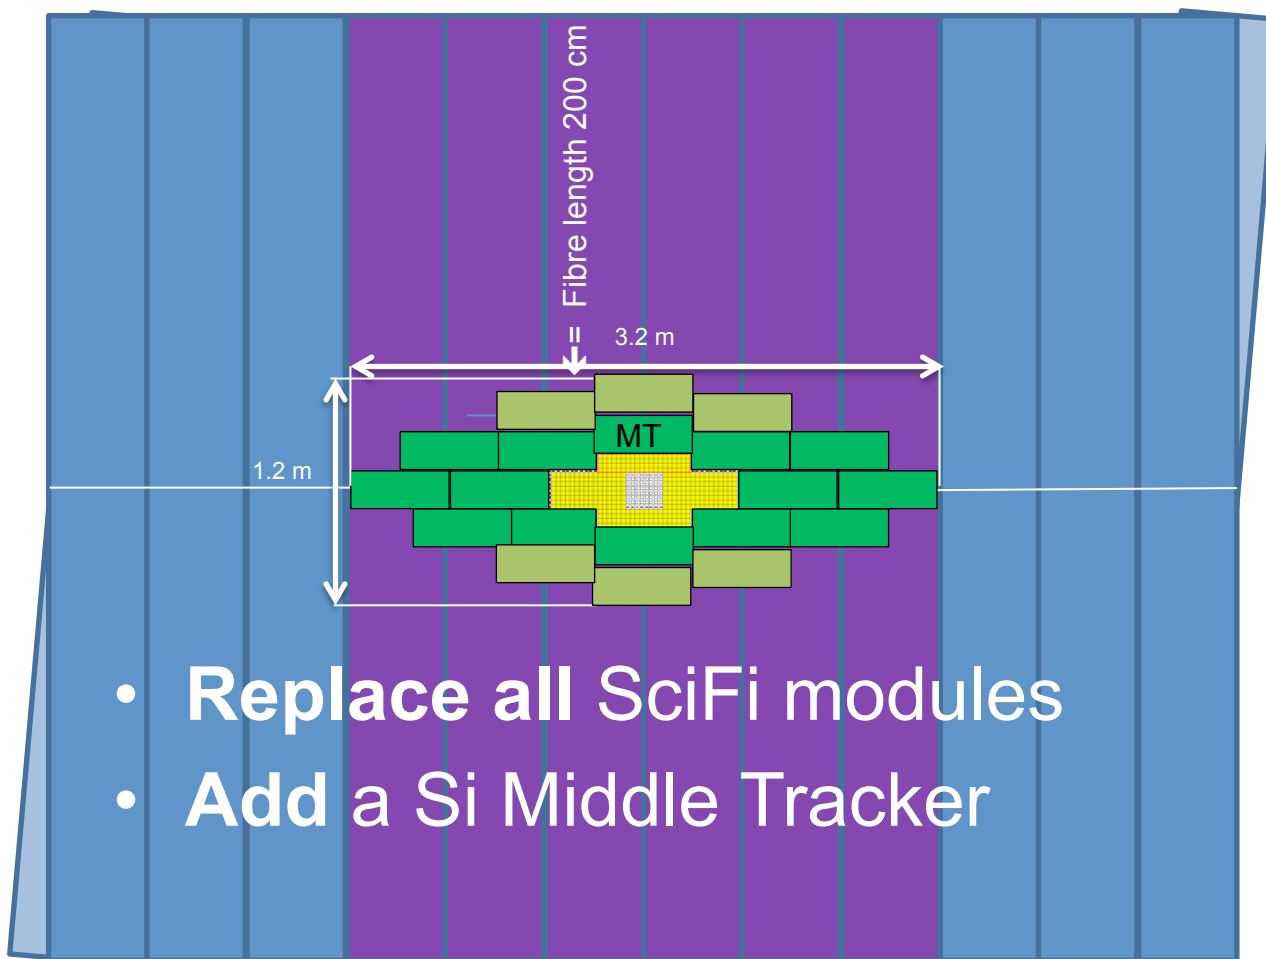 = Fibre length 200 cm
3.2 m
MT
1.2 m
• Replace all SciFi modules
• Add a Si Middle Tracker